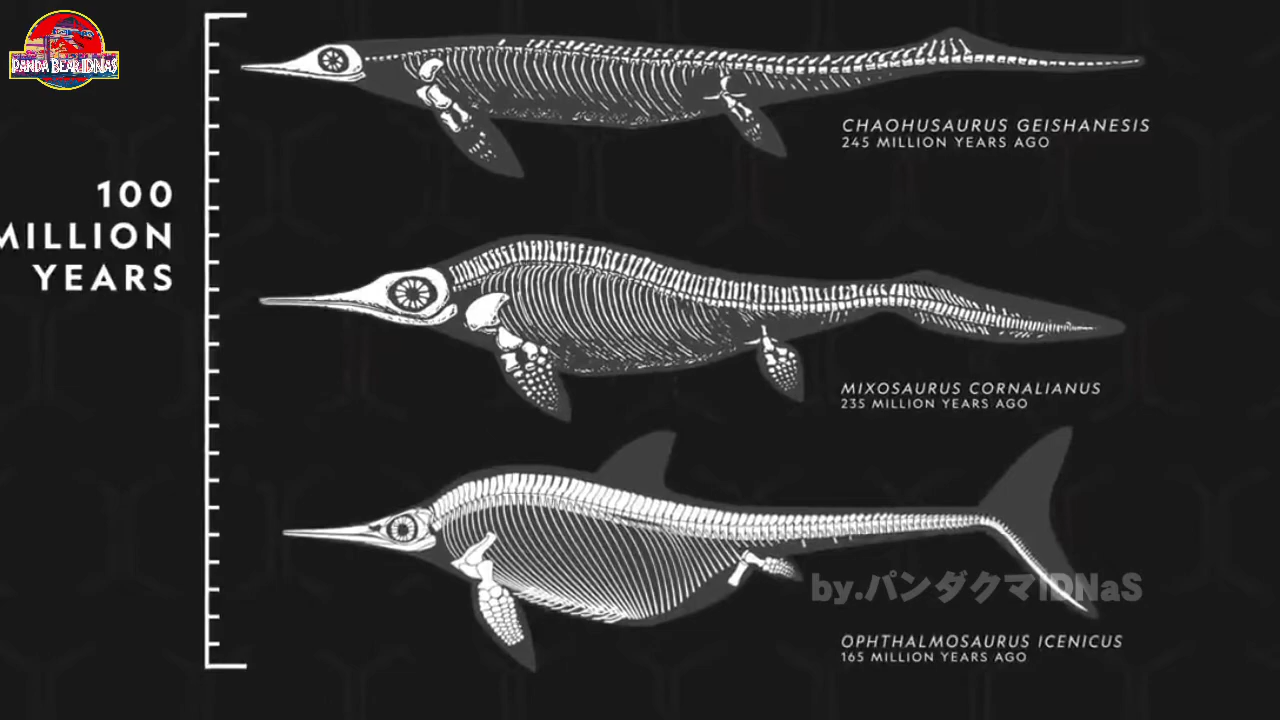 PANDA BEAR IDNAS
100
MILLION
YEARS
CHAOHUSAURUS GEISHANESIS
245 MILLION YEARS AGO
MIXOSAURUS CORNALIANUS
235 MILLION YEARS AGO
by.パンダクマIDNaS
OPHTHALMOSAURUS ICENICUS
165 MILLION YEARS AGO